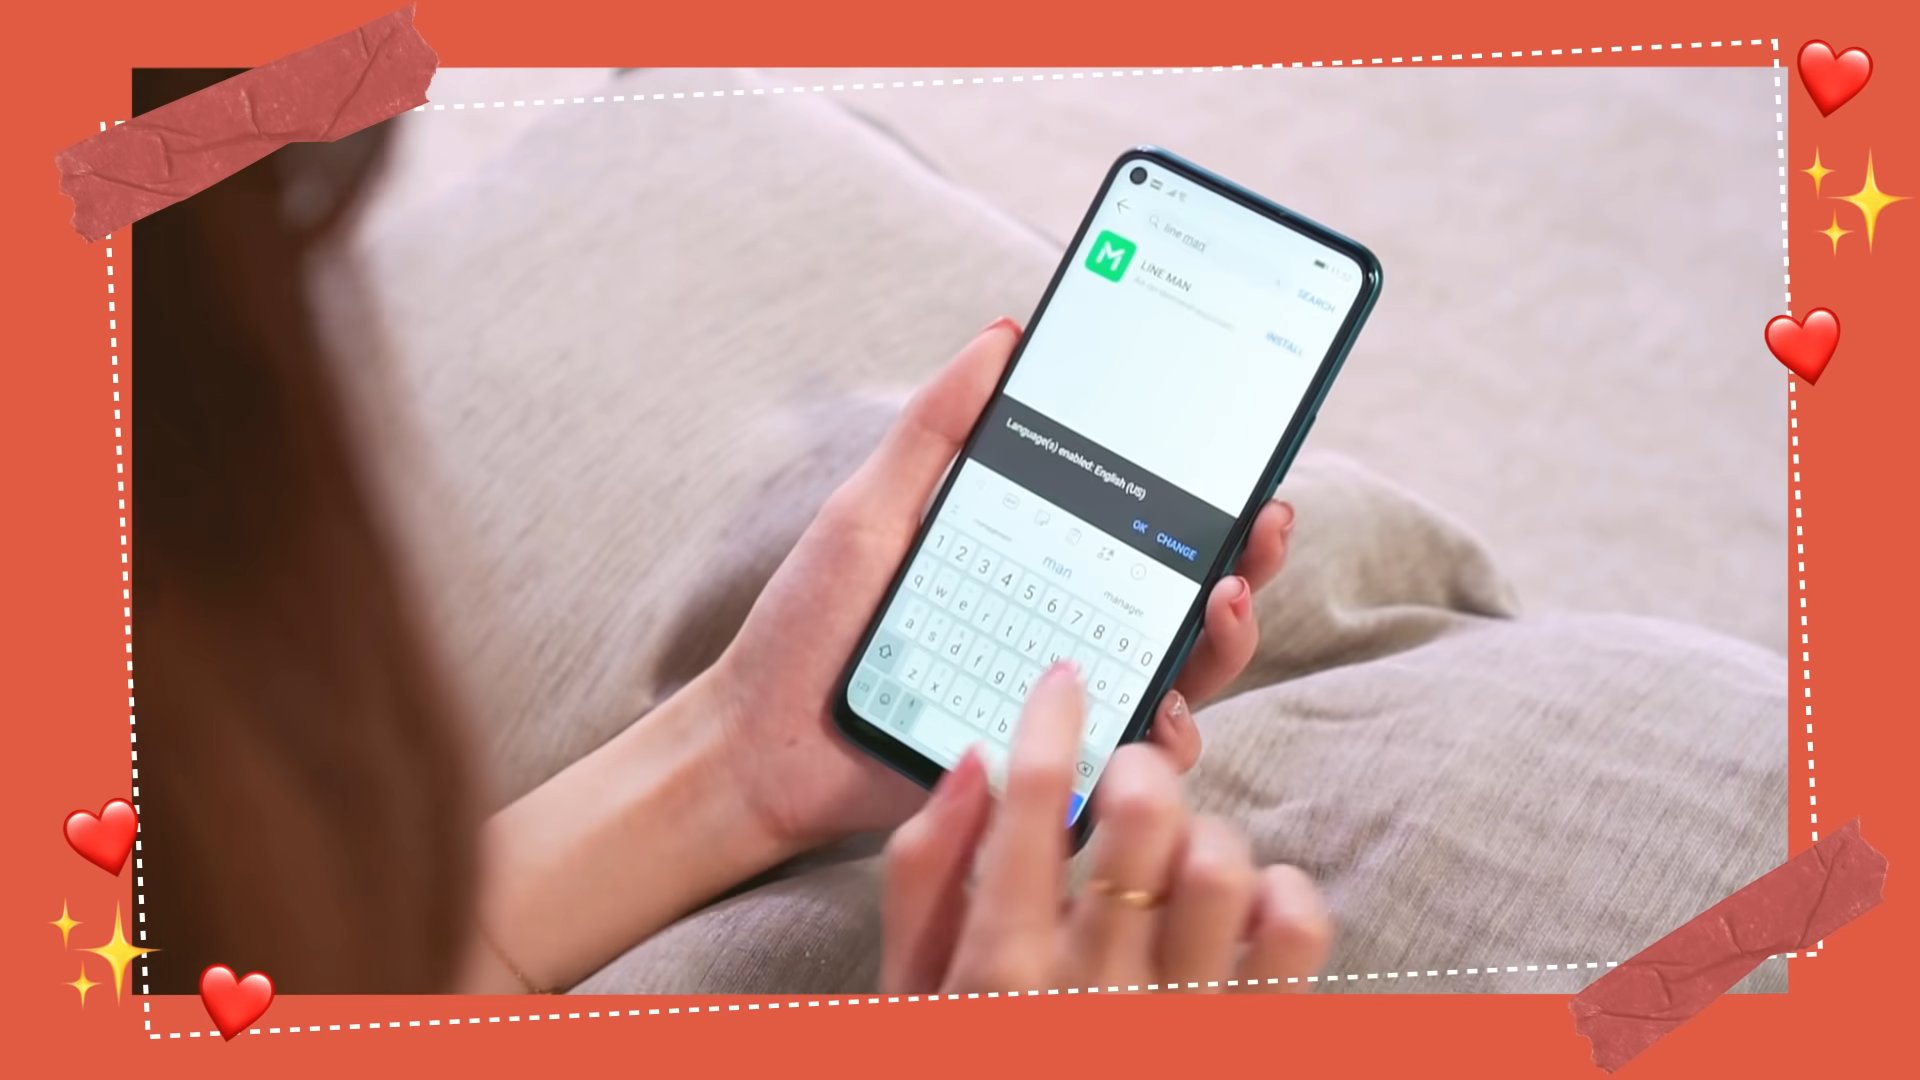 line man
SEARCH
LINE MAN
INSTALL
Language(s) enabled: English (US)
OK CHANGE
man
manager
1 2 3 4 5 6 7 8 9 0
q w e r t y u o p
a s d f g h l
z x c v b